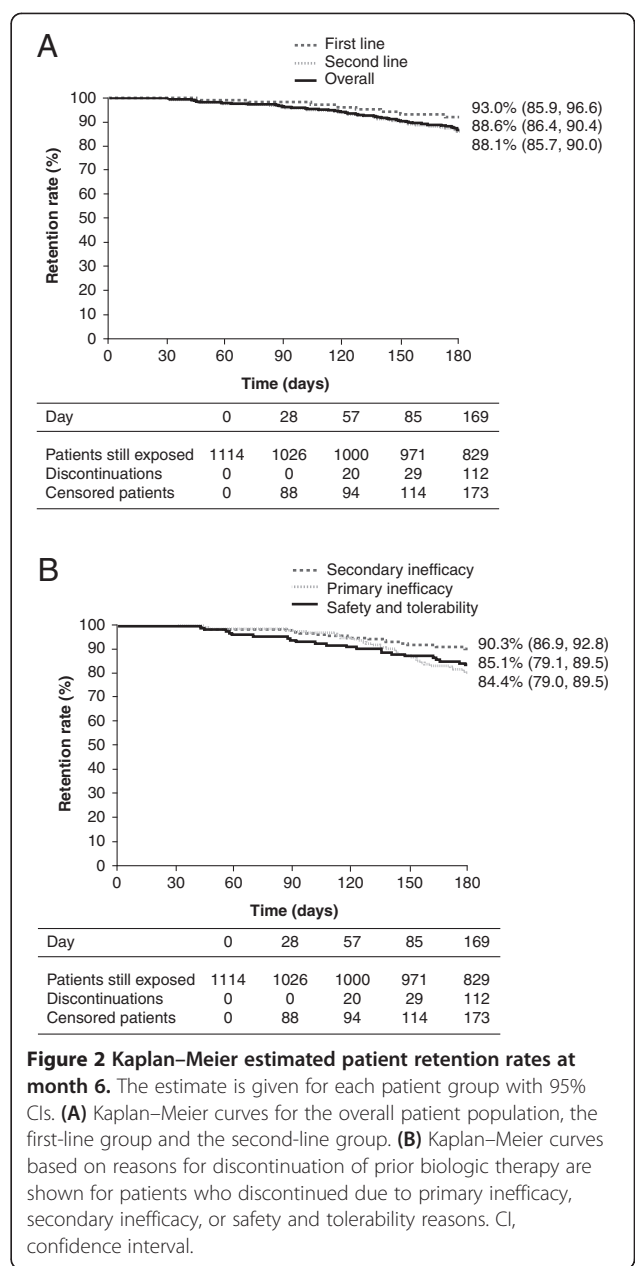 A
First line
Second line
Overall
100
90
80
70
60
50
40
30
20
10
0
Retention rate (%)
93.0% (85.9, 96.6)
88.6% (86.4, 90.4)
88.1% (85.7, 90.0)
0 30 60 90 120 150 180
Time (days)
Day 0 28 57 85 169
Patients still exposed 1114 1026 1000 971 829
Discontinuations 0 0 20 29 112
Censored patients 0 88 94 114 173
B
Secondary inefficacy
Primary inefficacy
Safety and tolerability
100
90
80
70
60
50
40
30
20
10
0
Retention rate (%)
90.3% (86.9, 92.8)
85.1% (79.1, 89.5)
84.4% (79.0, 89.5)
0 30 60 90 120 150 180
Time (days)
Day 0 28 57 85 169
Patients still exposed 1114 1026 1000 971 829
Discontinuations 0 0 20 29 112
Censored patients 0 88 94 114 173
Figure 2 Kaplan–Meier estimated patient retention rates at
month 6. The estimate is given for each patient group with 95%
CIs. (A) Kaplan–Meier curves for the overall patient population, the
first-line group and the second-line group. (B) Kaplan–Meier curves
based on reasons for discontinuation of prior biologic therapy are
shown for patients who discontinued due to primary inefficacy,
secondary inefficacy, or safety and tolerability reasons. CI,
confidence interval.